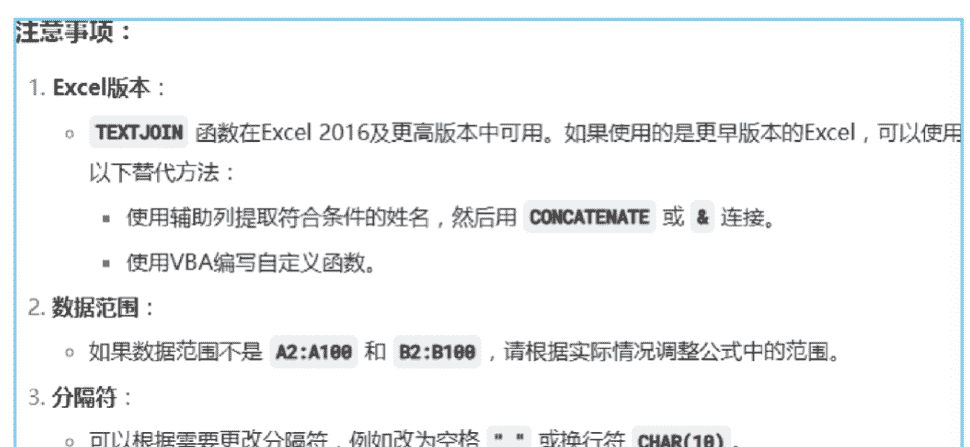 注意事项：
1. Excel版本：
TEXTJOIN 函数在Excel 2016及更高版本中可用。如果使用的是更早版本的Excel，可以使用
以下替代方法：
使用辅助列提取符合条件的姓名，然后用 CONCATENATE 或 & 连接。
使用VBA编写自定义函数。
2. 数据范围：
如果数据范围不是 A2:A100 和 B2:B100 ，请根据实际情况调整公式中的范围。
3. 分隔符：
可以根据需要更改分隔符，例如改为空格 " " 或换行符 CHAR(10) 。